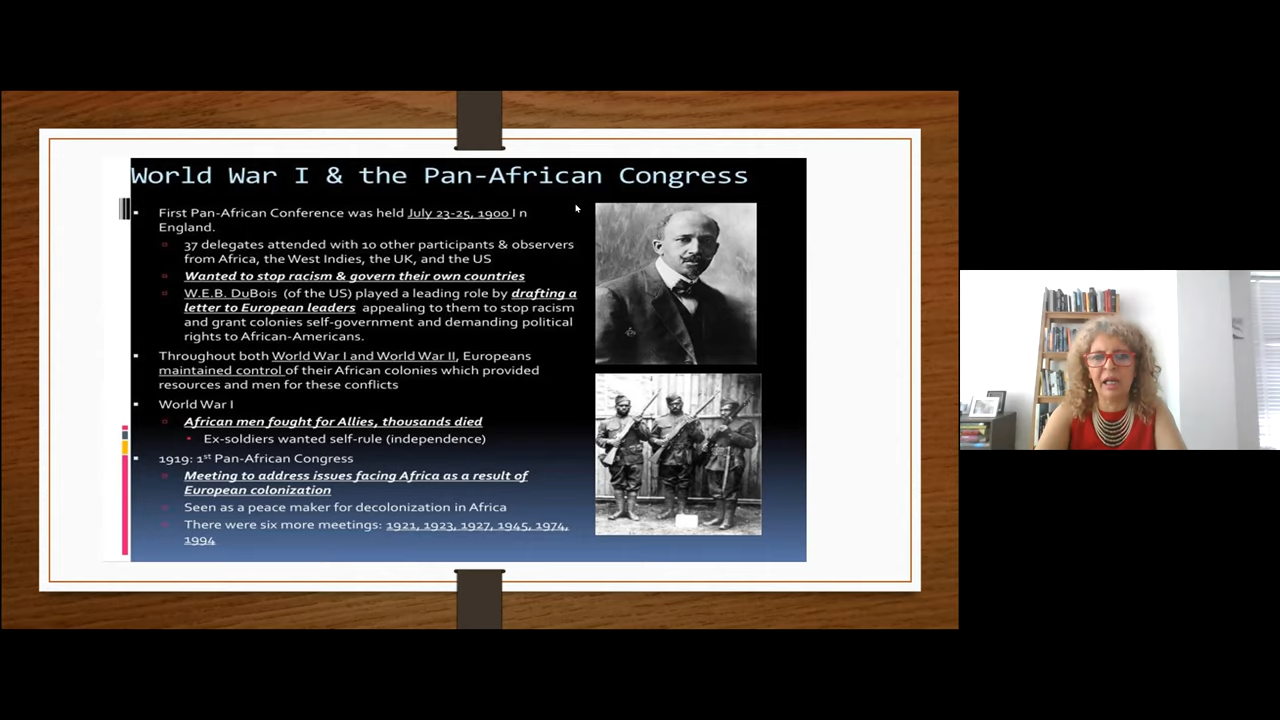 World War I & the Pan-African Congress
First Pan-African Conference was held July 23-25, 1900 I n
England.
37 delegates attended with 10 other participants & observers
from Africa, the West Indies, the UK, and the US
Wanted to stop racism & govern their own countries
W.E.B. DuBois (of the US) played a leading role by drafting a
letter to European leaders appealing to them to stop racism
and grant colonies self-government and demanding political
rights to African-Americans.
Throughout both World War I and World War II, Europeans
maintained control of their African colonies which provided
resources and men for these conflicts
World War I
African men fought for Allies, thousands died
Ex-soldiers wanted self-rule (independence)
1919: 1st Pan-African Congress
Meeting to address issues facing Africa as a result of
European colonization
Seen as a peace maker for decolonization in Africa
There were six more meetings: 1921, 1923, 1927, 1945, 1974,
1994